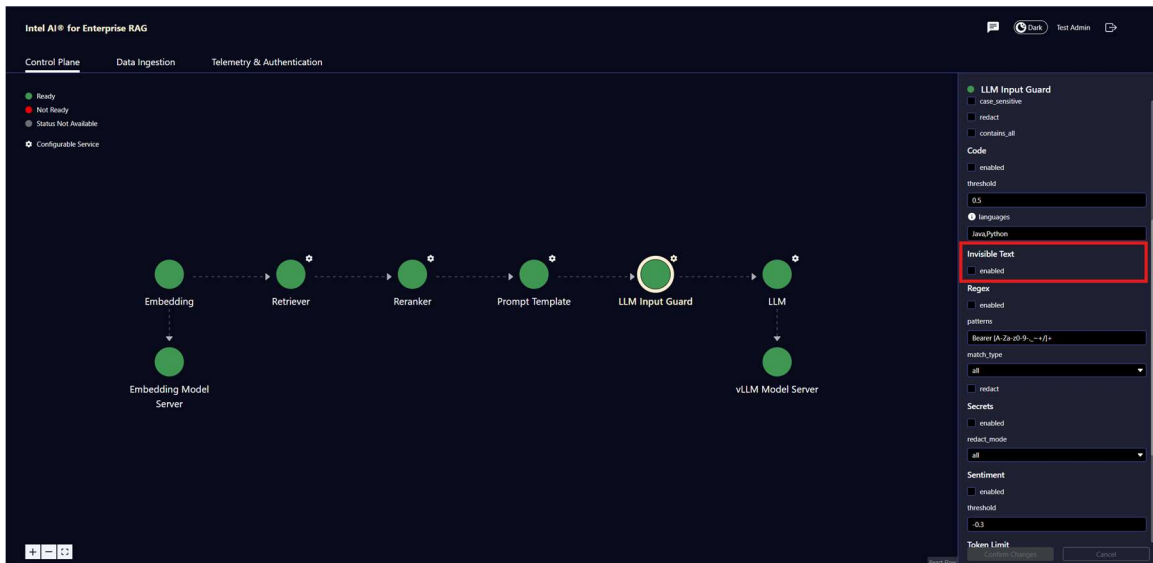 Intel AI® for Enterprise RAG
Dark
Test Admin
Control Plane
Data Ingestion
Telemetry & Authentication
Ready
Not Ready
Status Not Available
Configurable Service
Embedding
Retriever
Reranker
Prompt Template
LLM Input Guard
LLM
Embedding Model
Server
vLLM Model Server
LLM Input Guard
case_sensitive
redact
contains_all
Code
enabled
threshold
0.5
languages
Java,Python
Invisible Text
enabled
Regex
enabled
patterns
Bearer [A-Za-z0-9-._~+/]+
match_type
all
redact
Secrets
enabled
redact_mode
all
Sentiment
enabled
threshold
-0.3
Token Limit
Confirm Changes
Cancel